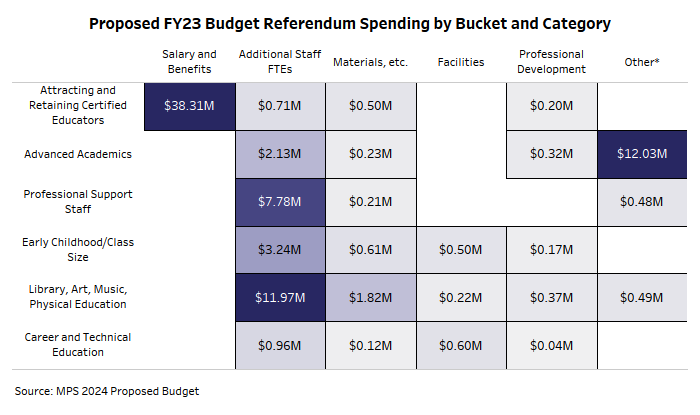 Proposed FY23 Budget Referendum Spending by Bucket and Category
Salary and
Benefits
Additional Staff
FTEs
Materials, etc.
Facilities
Professional
Development
Other*
Attracting and
Retaining Certified
Educators
$38.31M
$0.71M
$0.50M
$0.20M
Advanced Academics
$2.13M
$0.23M
$0.32M
$12.03M
Professional Support
Staff
$7.78M
$0.21M
$0.48M
Early Childhood/Class
Size
$3.24M
$0.61M
$0.50M
$0.17M
Library, Art, Music,
Physical Education
$11.97M
$1.82M
$0.22M
$0.37M
$0.49M
Career and Technical
Education
$0.96M
$0.12M
$0.60M
$0.04M
Source: MPS 2024 Proposed Budget